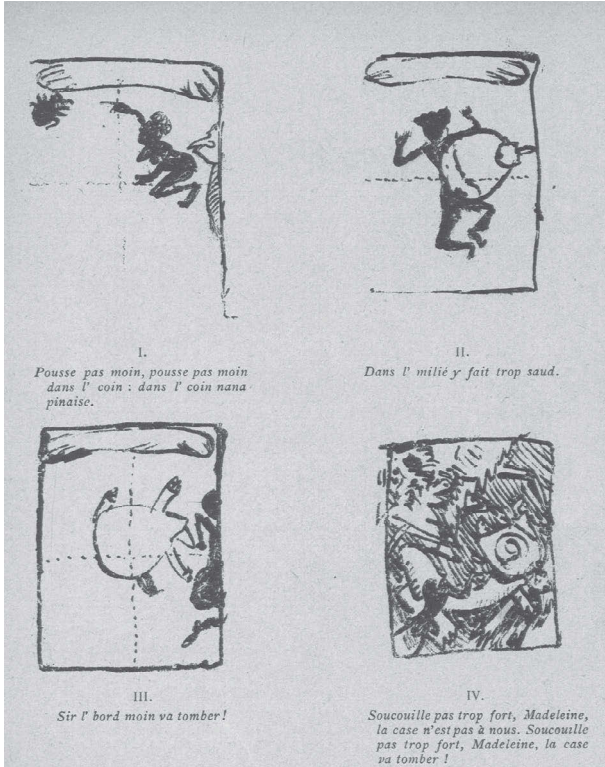 I.
Pousse pas moin, pousse pas moin
dans l' coin : dans l' coin nana
pinaise.
II.
Dans l' milié y fait trop saud.
III.
Sir l' bord moin va tomber !
IV.
Soucouille pas trop fort, Madeleine,
la case n'est pas à nous. Soucouille
pas trop fort, Madeleine, la case
va tomber !